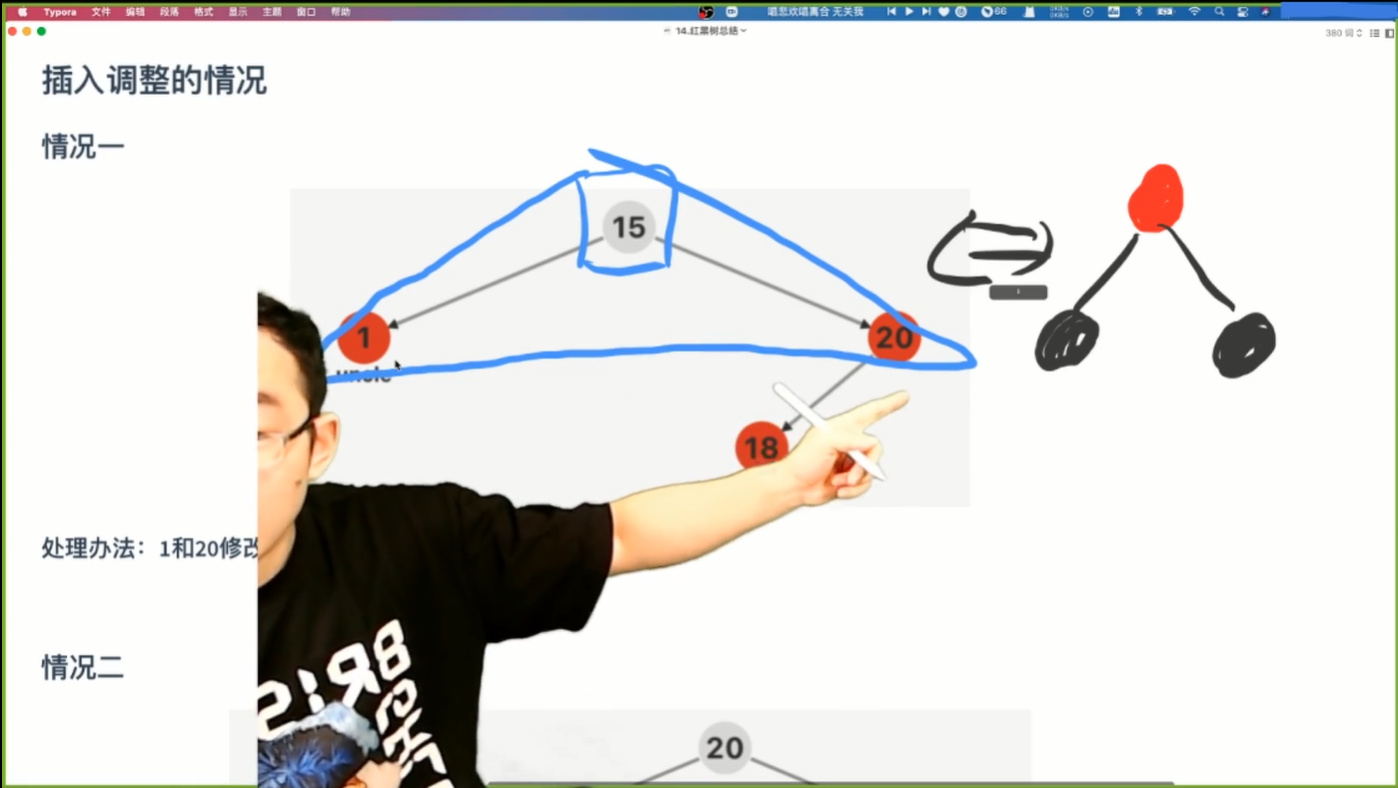 Typora 文件 编辑 段落 格式 显示 主题 窗口 帮助
唱悲欢唱离合 无关我
66
14.红黑树总结
380 词
插入调整的情况
情况一
15
1
20
uncle
18
处理办法：1和20修改
情况二
20